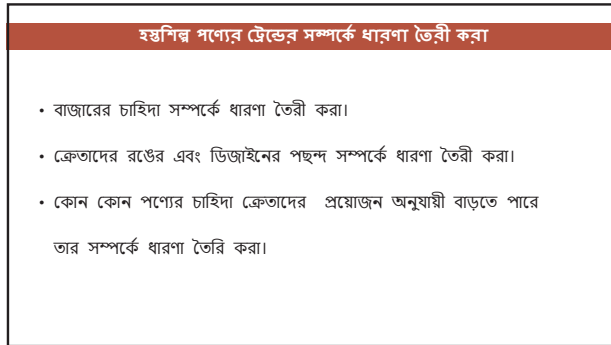 হস্তশিল্প পণ্যের ট্রেন্ডের সম্পর্কে ধারণা তৈরী করা
• বাজারের চাহিদা সম্পর্কে ধারণা তৈরী করা।
• ক্রেতাদের রঙের এবং ডিজাইনের পছন্দ সম্পর্কে ধারণা তৈরী করা।
• কোন কোন পণ্যের চাহিদা ক্রেতাদের প্রয়োজন অনুযায়ী বাড়তে পারে
তার সম্পর্কে ধারণা তৈরি করা।